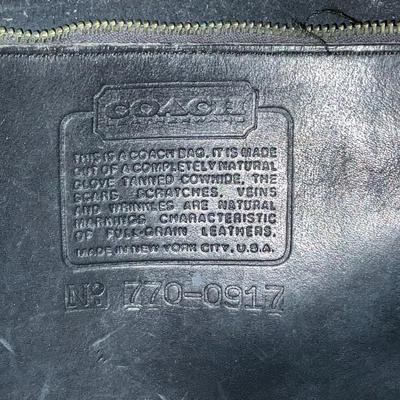 COACH
THIS IS A COACH BAG. IT IS MADE
OUT OF A COMPLETELY NATURAL
GLOVE TANNED COWHIDE, THE
SCARS, SCRATCHES, VEINS
AND WRINKLES ARE NATURAL
MARKINGS CHARACTERISTIC
OF FULL-GRAIN LEATHERS.
MADE IN NEW YORK CITY, U.S.A.
No 770-0917